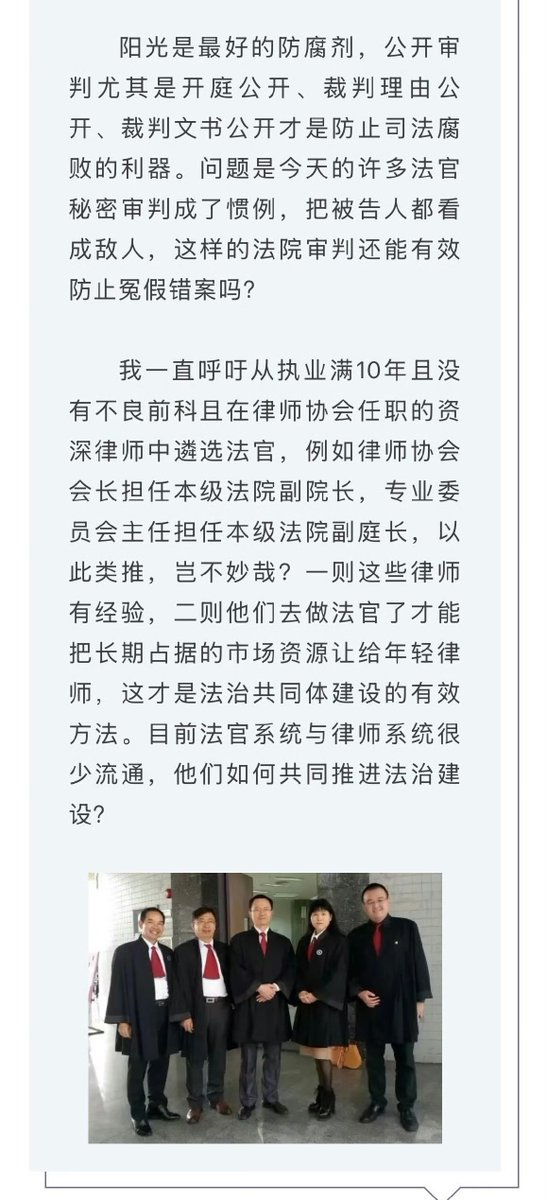 阳光是最好的防腐剂，公开审
判尤其是开庭公开、裁判理由公
开、裁判文书公开才是防止司法腐
败的利器。问题是今天的许多法官
秘密审判成了惯例，把被告人都看
成敌人，这样的法院审判还能有效
防止冤假错案吗？
我一直呼吁从执业满10年且没
有不良前科且在律师协会任职的资
深律师中遴选法官，例如律师协会
会长担任本级法院副院长，专业委
员会主任担任本级法院副庭长，以
此类推，岂不妙哉？一则这些律师
有经验，二则他们去做法官了才能
把长期占据的市场资源让给年轻律
师，这才是法治共同体建设的有效
方法。目前法官系统与律师系统很
少流通，他们如何共同推进法治建
设？